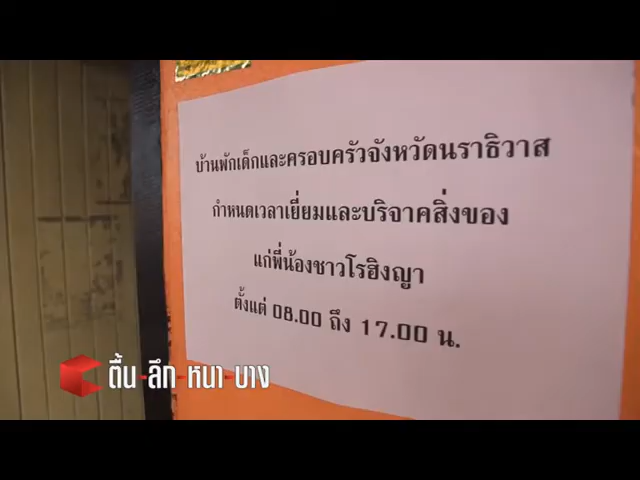 บ้านพักเด็กและครอบครัวจังหวัดนราธิวาส
กำหนดเวลาเยี่ยมและบริจาคสิ่งของ
แก่พี่น้องชาวโรฮิงญา
ตั้งแต่ 08.00 ถึง 17.00 น.
ตื้น-ลึก-หนา-บาง